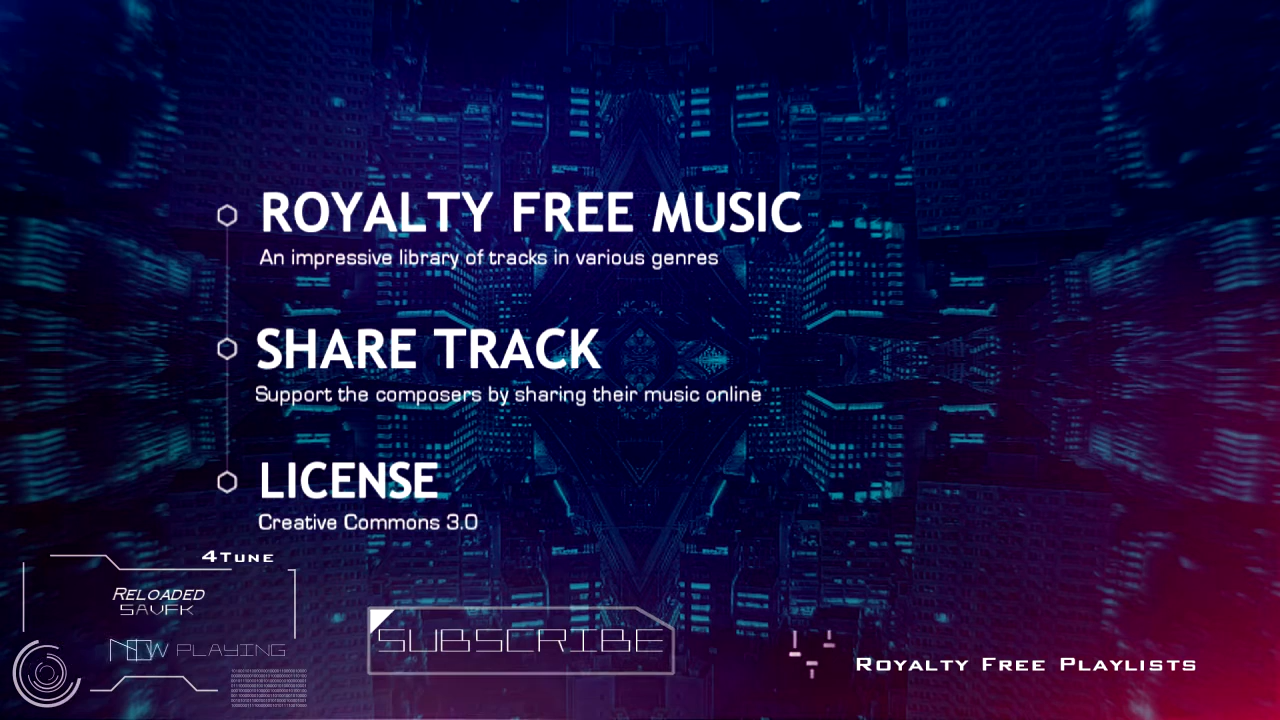 ROYALTY FREE MUSIC
An impressive library of tracks in various genres
SHARE TRACK
Support the composers by sharing their music online
LICENSE
Creative Commons 3.0
4Tune
Reloaded
SAVFK
NOW PLAYING
SUBSCRIBE
Royalty Free Playlists